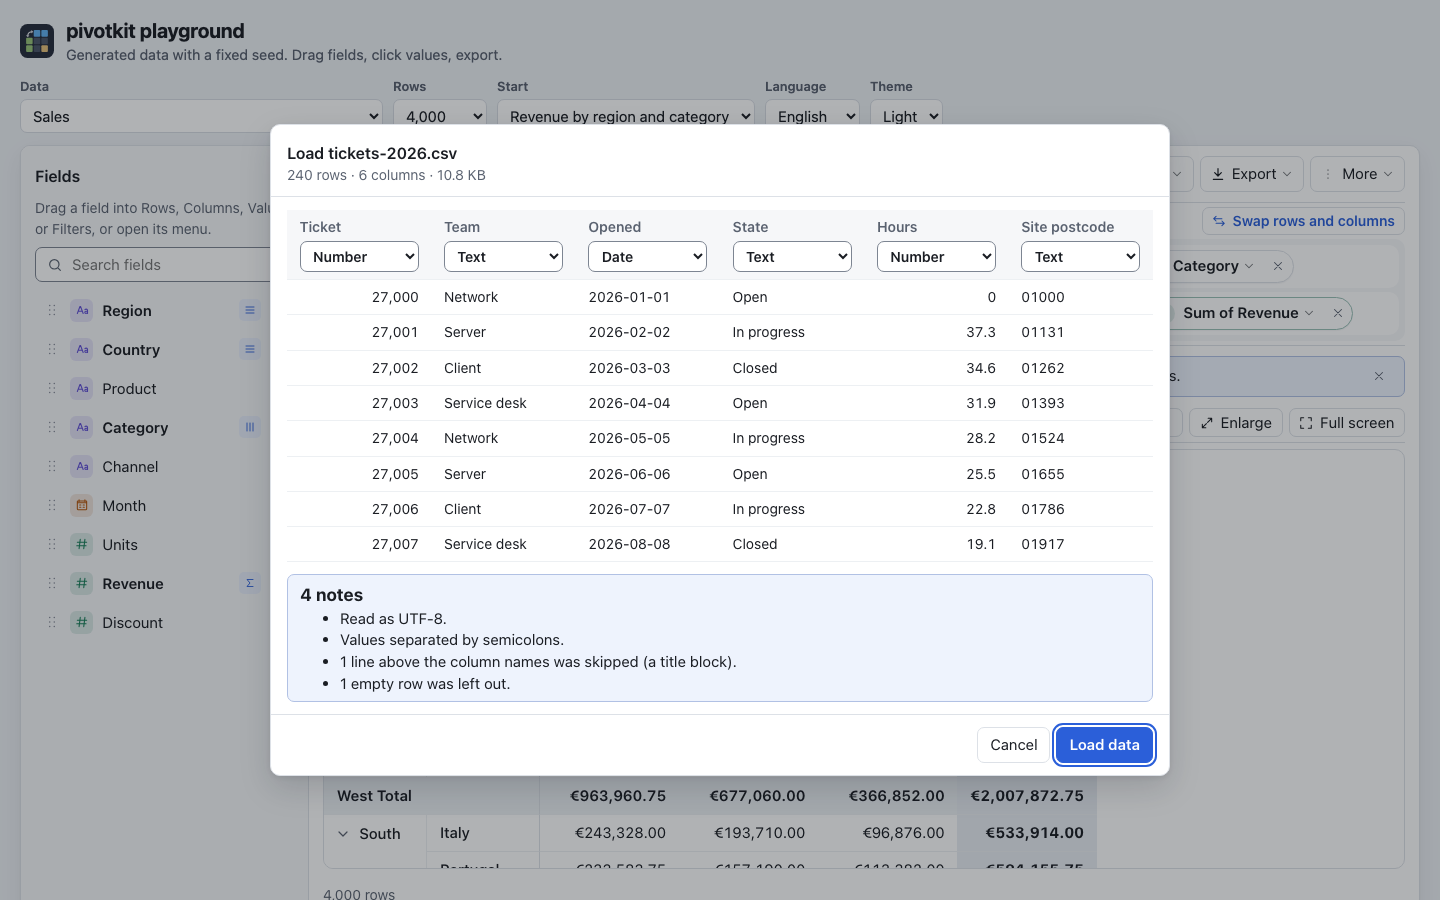 pivotkit playground
Generated data with a fixed seed. Drag fields, click values, export.
Data
Rows
Start
Language
Theme
Sales
4,000
Revenue by region and category
English
Light
Fields
Drag a field into Rows, Columns,
or Filters, or open its menu.
Search fields
Aa Region
Aa Country
Aa Product
Aa Category
Aa Channel
Month
# Units
# Revenue Σ
# Discount
Export
More
Swap rows and columns
Category
Sum of Revenue
Enlarge
Full screen
Load tickets-2026.csv
240 rows · 6 columns · 10.8 KB
Ticket Team Opened State Hours Site postcode
Number Text Date Text Number Text
27,000 Network 2026-01-01 Open 0 01000
27,001 Server 2026-02-02 In progress 37.3 01131
27,002 Client 2026-03-03 Closed 34.6 01262
27,003 Service desk 2026-04-04 Open 31.9 01393
27,004 Network 2026-05-05 In progress 28.2 01524
27,005 Server 2026-06-06 Open 25.5 01655
27,006 Client 2026-07-07 In progress 22.8 01786
27,007 Service desk 2026-08-08 Closed 19.1 01917
4 notes
• Read as UTF-8.
• Values separated by semicolons.
• 1 line above the column names was skipped (a title block).
• 1 empty row was left out.
Cancel
Load data
West Total €963,960.75 €677,060.00 €366,852.00 €2,007,872.75
South Italy €243,328.00 €193,710.00 €96,876.00 €533,914.00
4,000 rows